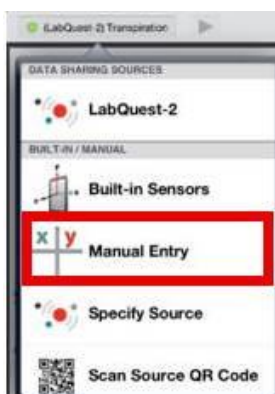 (LabQuest-2) Transpiration
DATA SHARING SOURCES
LabQuest-2
BUILT-IN / MANUAL
Built-in Sensors
x y
Manual Entry
Specify Source
Scan Source QR Code